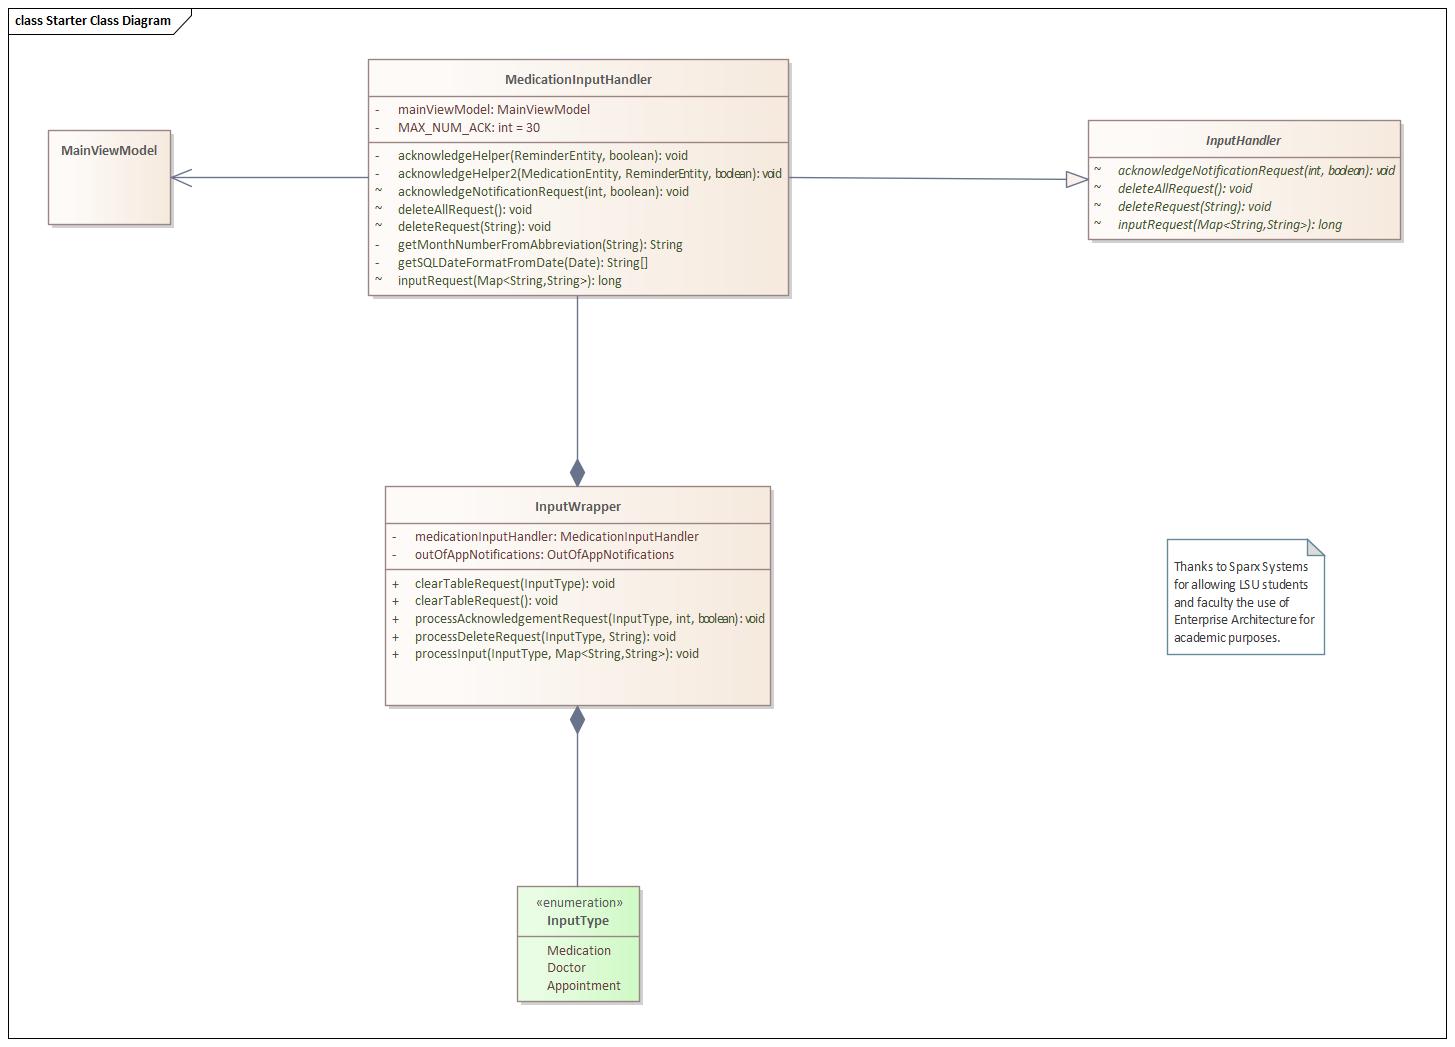 class Starter Class Diagram
MedicationInputHandler
- mainViewModel: MainViewModel
- MAX_NUM_ACK: int = 30
- acknowledgeHelper(ReminderEntity, boolean): void
- acknowledgeHelper2(MedicationEntity, ReminderEntity, boolean): void
~ acknowledgeNotificationRequest(int, boolean): void
~ deleteAllRequest(): void
~ deleteRequest(String): void
- getMonthNumberFromAbbreviation(String): String
- getSQLDateFormatFromDate(Date): String[]
~ inputRequest(Map<String,String>): long
MainViewModel
InputHandler
~ acknowledgeNotificationRequest(int, boolean): void
~ deleteAllRequest(): void
~ deleteRequest(String): void
~ inputRequest(Map<String,String>): long
InputWrapper
- medicationInputHandler: MedicationInputHandler
- outOfAppNotifications: OutOfAppNotifications
+ clearTableRequest(InputType): void
+ clearTableRequest(): void
+ processAcknowledgementRequest(InputType, int, boolean): void
+ processDeleteRequest(InputType, String): void
+ processInput(InputType, Map<String,String>): void
Thanks to Sparx Systems
for allowing LSU students
and faculty the use of
Enterprise Architecture for
academic purposes.
«enumeration»
InputType
Medication
Doctor
Appointment